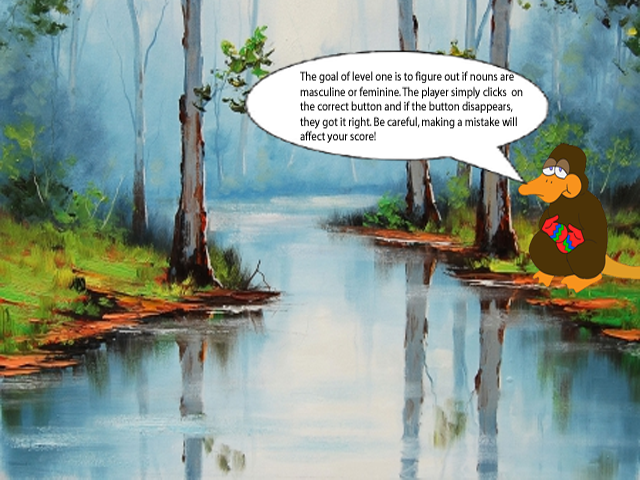 The goal of level one is to figure out if nouns are
masculine or feminine. The player simply clicks on
the correct button and if the button disappears,
they got it right. Be careful, making a mistake will
affect your score!